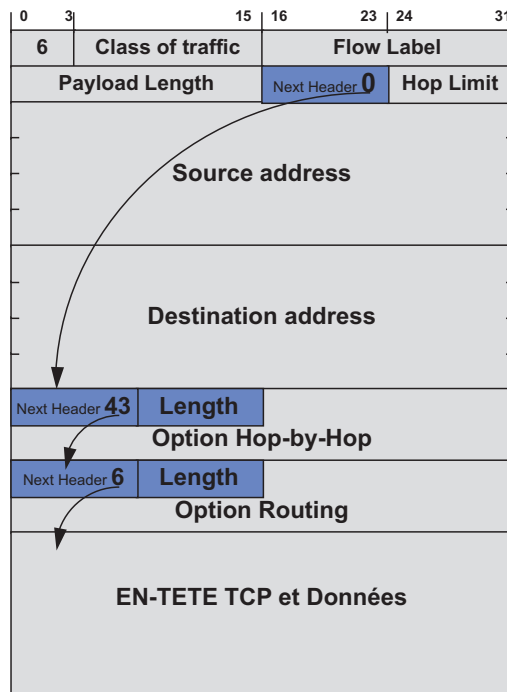 0 3 15 16 23 24 31
6 Class of traffic Flow Label
Payload Length Next Header 0 Hop Limit
Source address
Destination address
Next Header 43 Length
Option Hop-by-Hop
Next Header 6 Length
Option Routing
EN-TETE TCP et Données